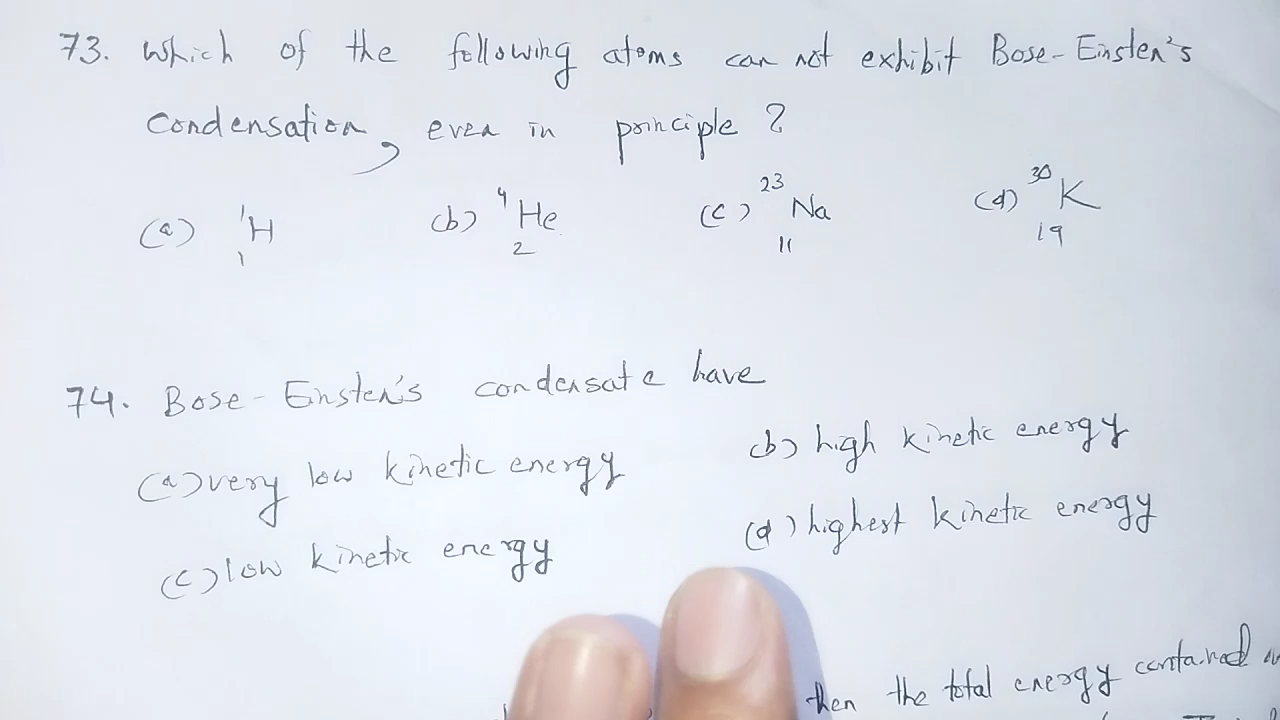 73. Which of the following atoms can not exhibit Bose-Einsten's
condensation, even in principle ?
(a) ¹₁H (b) ⁴₂He (c) ²³₁₁Na (d) ³⁰₁₉K
74. Bose-Einsten's condensate have
(a) very low kinetic energy (b) high kinetic energy
(c) low kinetic energy (d) highest kinetic energy
then the total energy contained